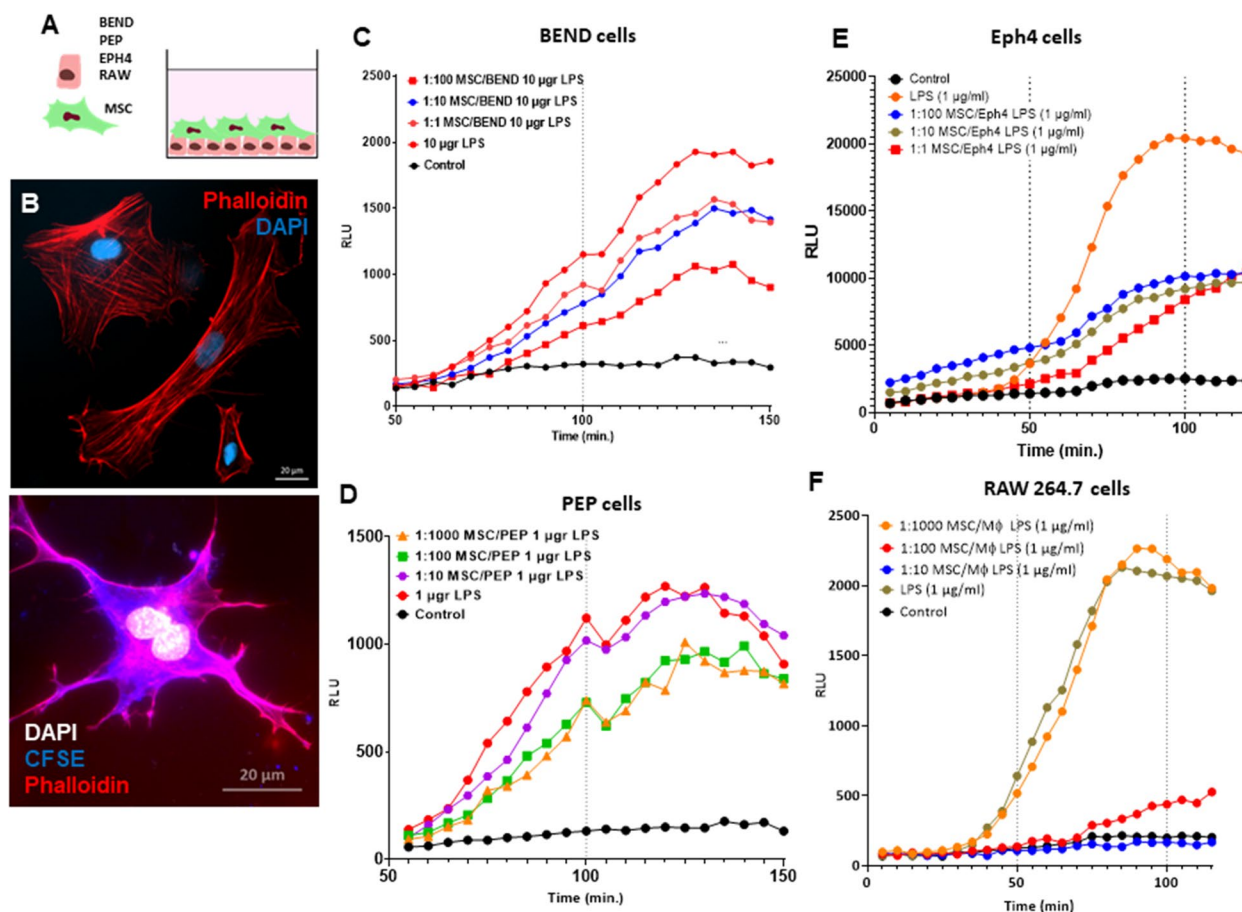 A
BEND
PEP
EPH4
RAW
MSC
B
Phalloidin
DAPI
20 µm
DAPI
CFSE
Phalloidin
20 µm
C
BEND cells
2500
2000
1500
1000
500
0
RLU
1:100 MSC/BEND 10 µgr LPS
1:10 MSC/BEND 10 µgr LPS
1:1 MSC/BEND 10 µgr LPS
10 µgr LPS
Control
...
50
100
150
Time (min.)
D
PEP cells
1500
1000
500
0
RLU
1:1000 MSC/PEP 1 µgr LPS
1:100 MSC/PEP 1 µgr LPS
1:10 MSC/PEP 1 µgr LPS
1 µgr LPS
Control
50
100
150
Time (min.)
E
Eph4 cells
25000
20000
15000
10000
5000
0
RLU
Control
LPS (1 µg/ml)
1:100 MSC/Eph4 LPS (1 µg/ml)
1:10 MSC/Eph4 LPS (1 µg/ml)
1:1 MSC/Eph4 LPS (1 µg/ml)
0
50
100
Time (min.)
F
RAW 264.7 cells
2500
2000
1500
1000
500
0
RLU
1:1000 MSC/Mϕ LPS (1 µg/ml)
1:100 MSC/Mϕ LPS (1 µg/ml)
1:10 MSC/Mϕ LPS (1 µg/ml)
LPS (1 µg/ml)
Control
0
50
100
Time (min)